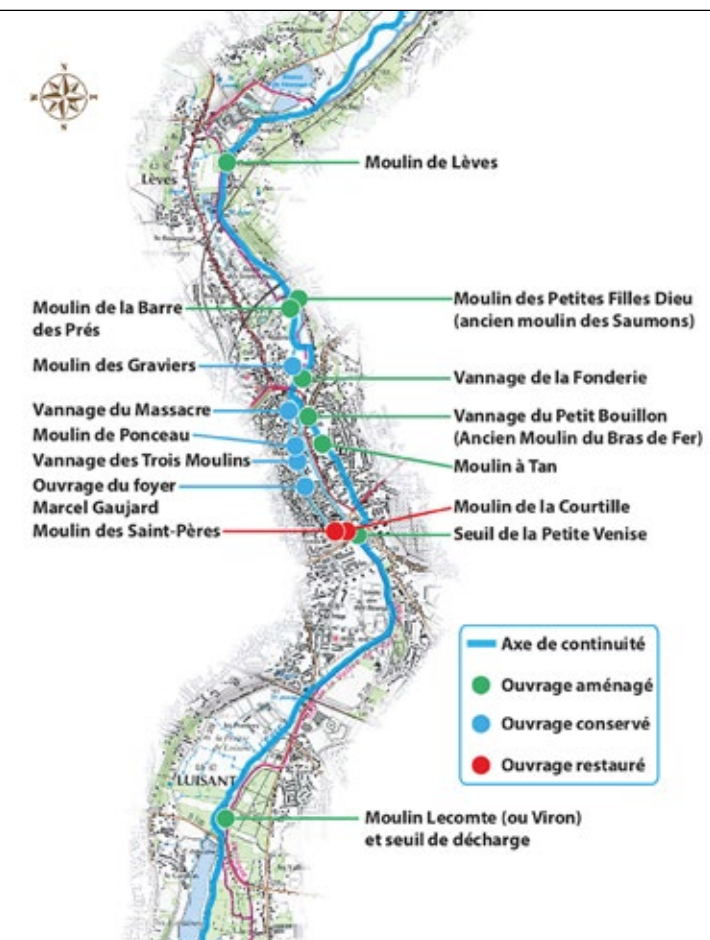 Moulin de Lèves
Lèves
Moulin de la Barre
des Prés
Moulin des Petites Filles Dieu
(ancien moulin des Saumons)
Moulin des Graviers
Vannage de la Fonderie
Vannage du Massacre
Vannage du Petit Bouillon
(Ancien Moulin du Bras de Fer)
Moulin de Ponceau
Vannage des Trois Moulins
Moulin à Tan
Ouvrage du foyer
Marcel Gaujard
Moulin de la Courtille
Moulin des Saint-Pères
Seuil de la Petite Venise
Axe de continuité
Ouvrage aménagé
Ouvrage conservé
Ouvrage restauré
LUISANT
Moulin Lecomte (ou Viron)
et seuil de décharge